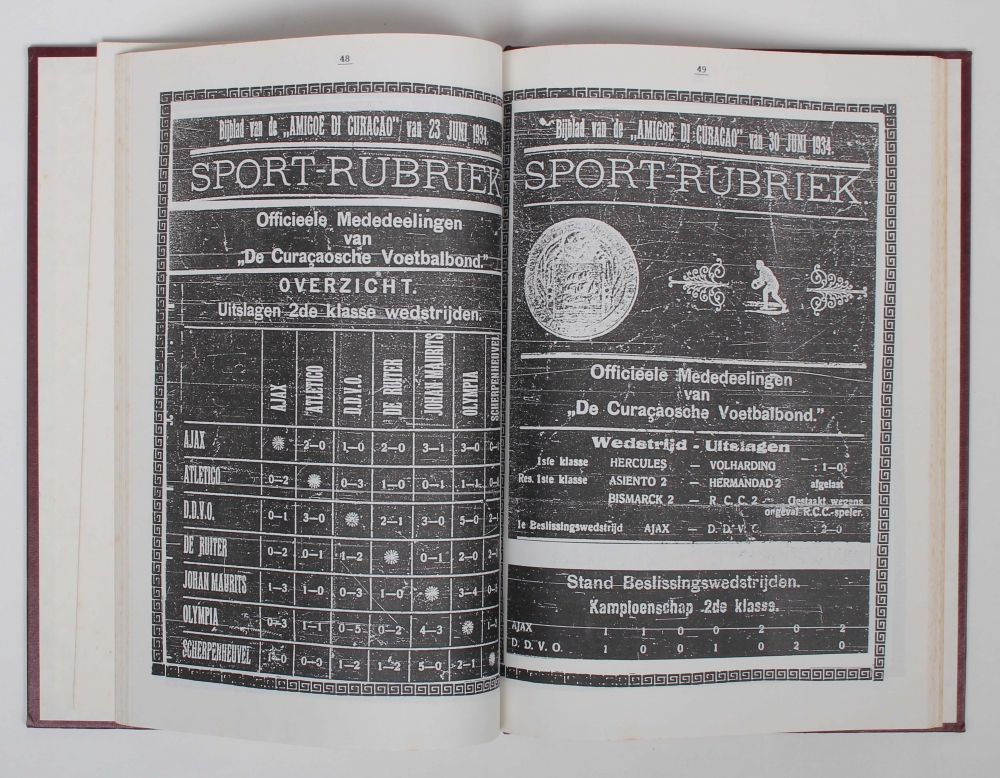 48
Bijblad van de „AMIGOE DI CURACAO" van 23 JUNI 1934.
SPORT-RUBRIEK
Officieele Mededeelingen
van
„De Curaçaosche Voetbalbond."
OVERZICHT.
Uitslagen 2de klasse wedstrijden.
AJAX ATLETICO D.D.V.O. DE RUITER JOHAN MAURITS OLYMPIA SCHERPENHEUVEL
AJAX 2—0 1—0 2—0 3—1 3—0
ATLETICO 0—2 0—3 1—0 0—1 1—1
D.D.V.O. 0—1 3—0 2—1 3—0 5—0
DE RUITER 0—2 0—1 1—2 0—1 2—0
JOHAN MAURITS 1—3 1—0 0—3 1—0 3—4
OLYMPIA 0—3 1—1 0—5 0—2 4—3
SCHERPENHEUVEL 1—0 0—0 1—2 1—2 5—0 2—1
49
Bijblad van de „AMIGOE DI CURACAO" van 30 JUNI 1934.
SPORT-RUBRIEK.
Officieele Mededeelingen
van
„De Curaçaosche Voetbalbond."
Wedstrijd - Uitslagen
1ste klasse HERCULES — VOLHARDING : 1—0
Res. 1ste klasse ASIENTO 2 — HERMANDAD 2 afgelast
BISMARCK 2 — R. C. C. 2 — Gestaakt wegens
ongeval R.C.C.-speler.
1e Beslissingswedstrijd AJAX — D. D. V. O. : 2—0
Stand Beslissingswedstrijden.
Kampioenschap 2de klasse.
AJAX 1 1 0 0 2 0 2
D. D. V. O. 1 0 0 1 0 2 0